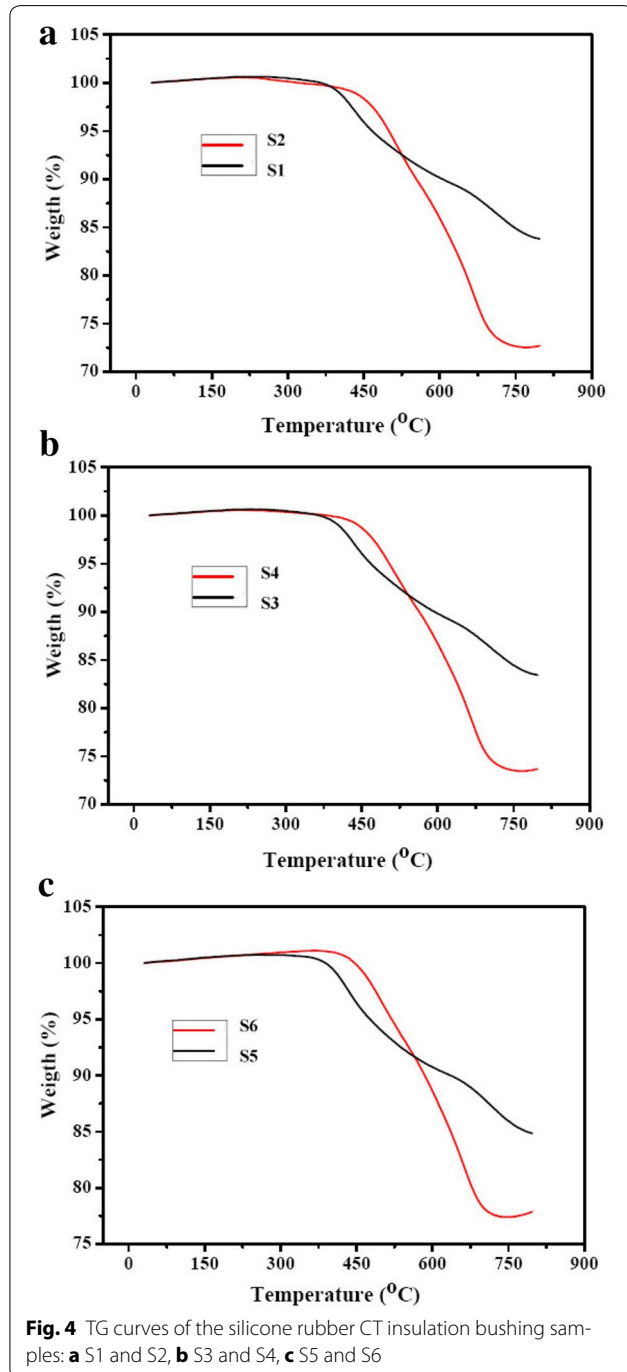 a
105
100
95
90
85
80
75
70
Weigth (%)
S2
S1
0 150 300 450 600 750 900
Temperature (⁰C)
b
105
100
95
90
85
80
75
70
Weigth (%)
S4
S3
0 150 300 450 600 750 900
Temperature (⁰C)
c
105
100
95
90
85
80
75
Weigth (%)
S6
S5
0 150 300 450 600 750 900
Temperature (⁰C)
Fig. 4 TG curves of the silicone rubber CT insulation bushing sam-
ples: a S1 and S2, b S3 and S4, c S5 and S6